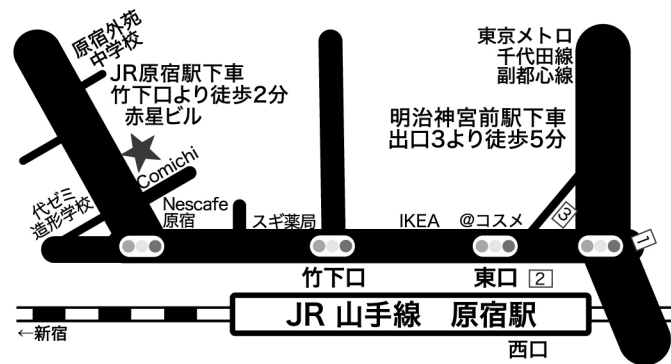 原宿外苑
中学校
JR原宿駅下車
竹下口より徒歩2分
赤星ビル
東京メトロ
千代田線
副都心線
明治神宮前駅下車
出口3より徒歩5分
Comichi
代ゼミ
造形学校
Nescafe
原宿
スギ薬局
IKEA
@コスメ
3
1
竹下口
東口
2
JR 山手線　原宿駅
←新宿
西口